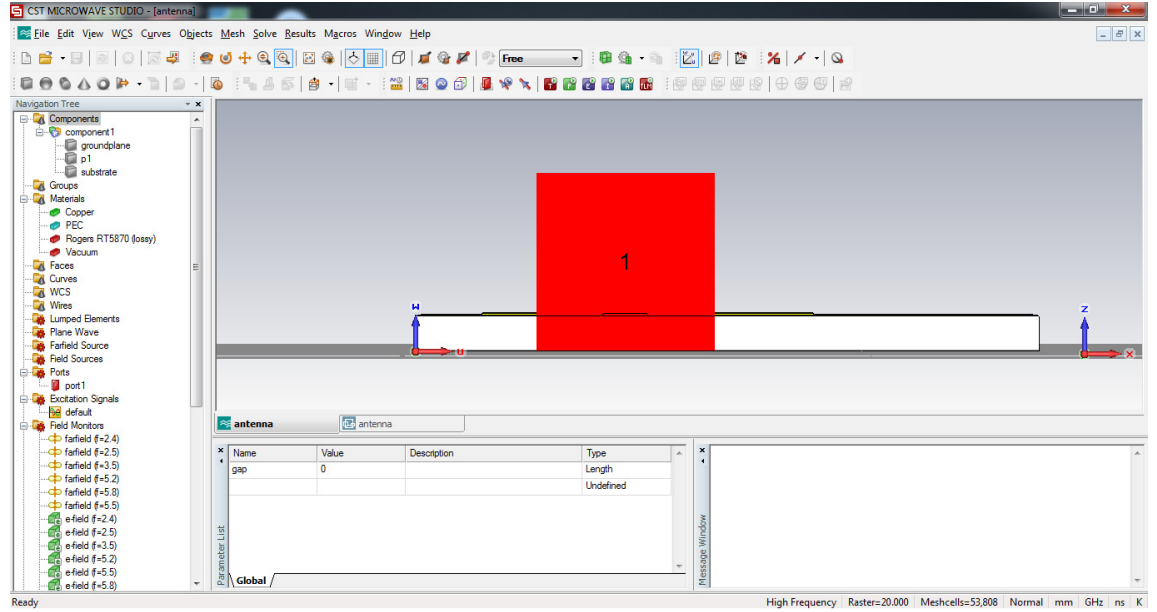 CST MICROWAVE STUDIO - [antenna]
File Edit View WCS Curves Objects Mesh Solve Results Macros Window Help
Free
Navigation Tree
Components
component1
groundplane
p1
substrate
Groups
Materials
Copper
PEC
Rogers RT5870 (lossy)
Vacuum
Faces
Curves
WCS
Wires
Lumped Elements
Plane Wave
Farfield Source
Field Sources
Ports
port1
Excitation Signals
default
Field Monitors
farfield (f=2.4)
farfield (f=2.5)
farfield (f=3.5)
farfield (f=5.2)
farfield (f=5.8)
farfield (f=5.5)
e-field (f=2.4)
e-field (f=2.5)
e-field (f=3.5)
e-field (f=5.2)
e-field (f=5.5)
e-field (f=5.8)
1
w
u
z
x
antenna
antenna
Parameter List
Name Value Description Type
gap 0 Length
Undefined
Global
Message Window
Ready
High Frequency Raster=20.000 Meshcells=53,808 Normal mm GHz ns K